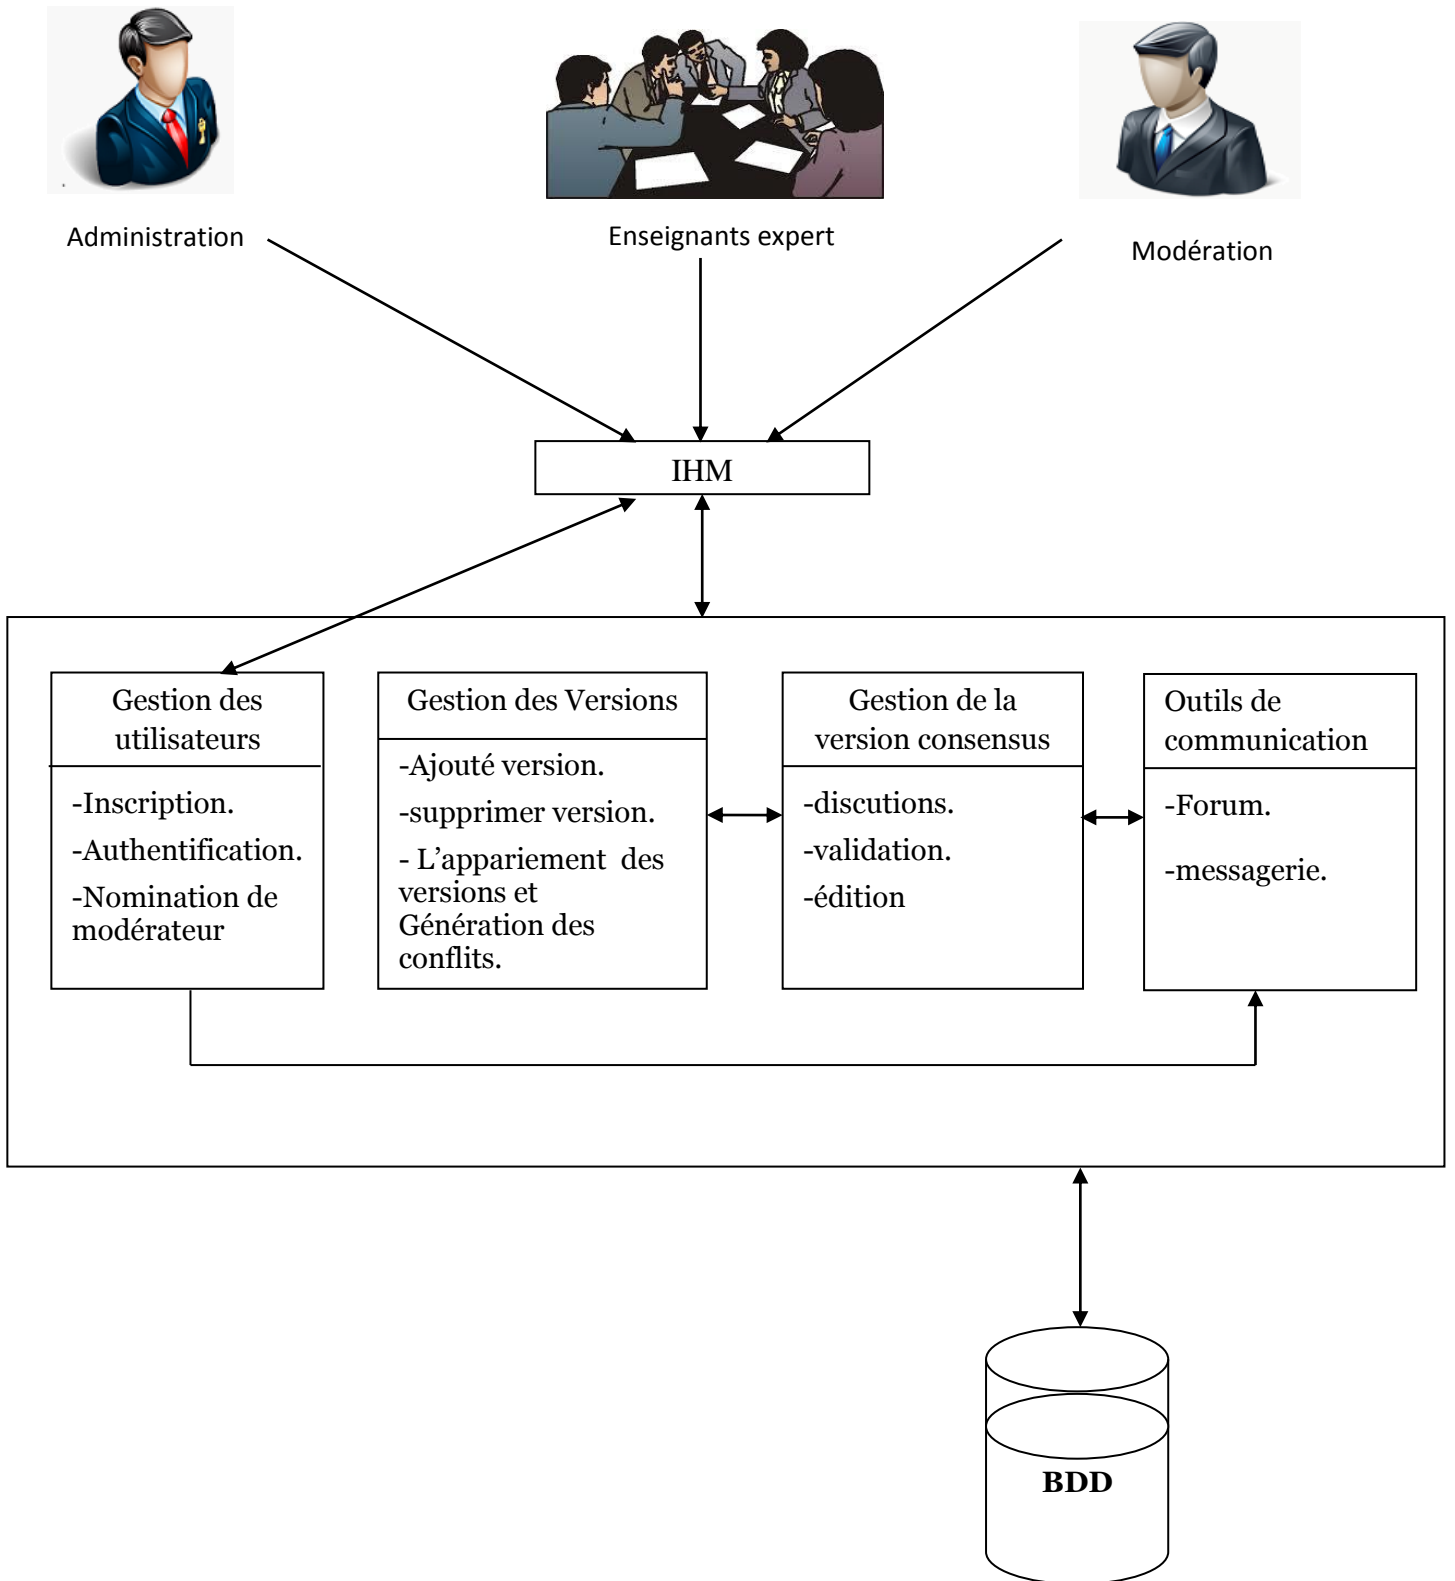 Administration
Enseignants expert
Modération
IHM
Gestion des
utilisateurs
-Inscription.
-Authentification.
-Nomination de
modérateur
Gestion des Versions
-Ajouté version.
-supprimer version.
- L’appariement des
versions et
Génération des
conflits.
Gestion de la
version consensus
-discutions.
-validation.
-édition
Outils de
communication
-Forum.
-messagerie.
BDD